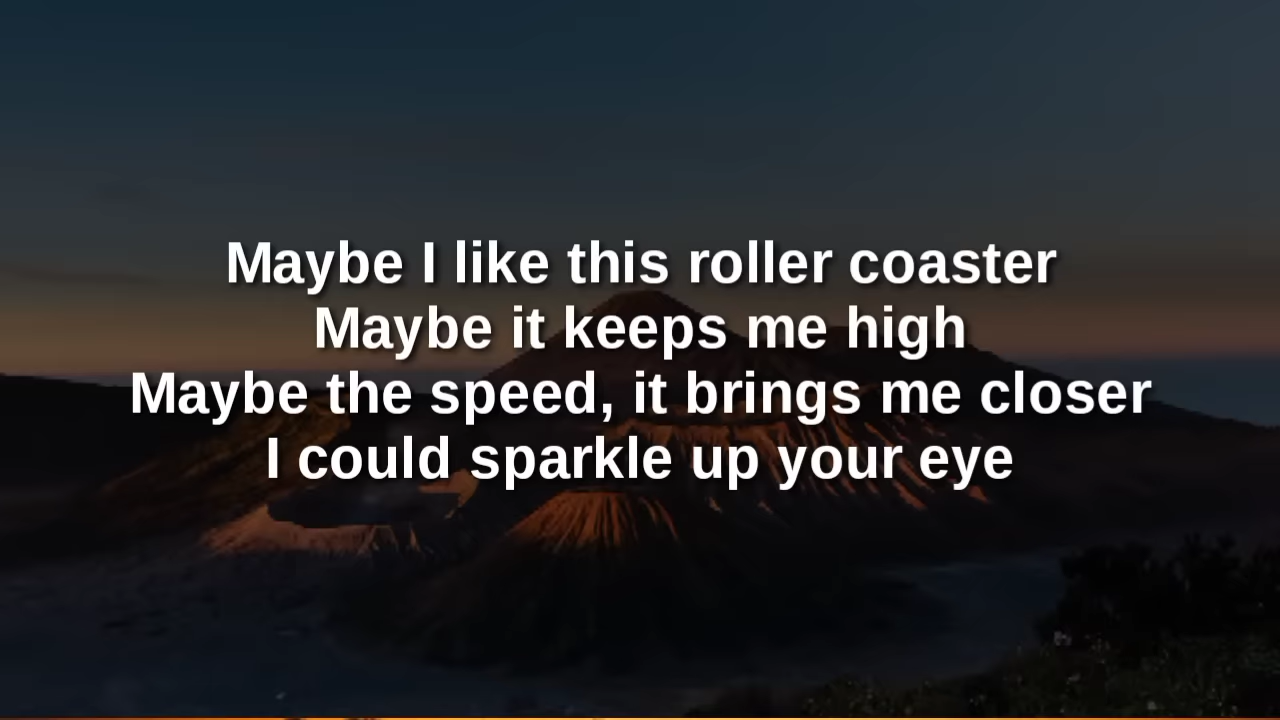 Maybe I like this roller coaster
Maybe it keeps me high
Maybe the speed, it brings me closer
I could sparkle up your eye